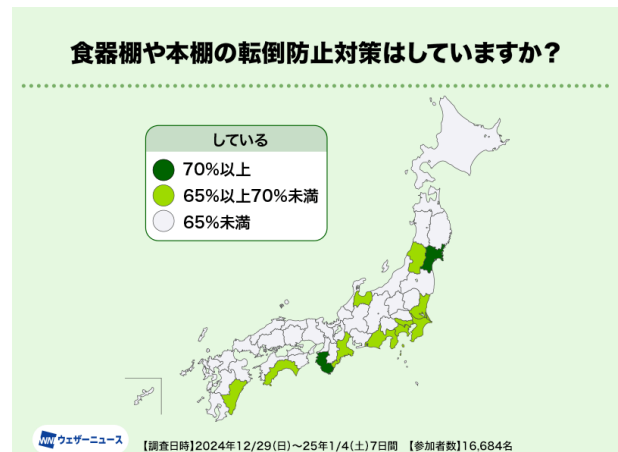 食器棚や本棚の転倒防止対策はしていますか？
している
70%以上
65%以上70%未満
65%未満
WNI ウェザーニュース
【調査日時】2024年12/29(日)〜25年1/4(土)7日間 【参加者数】16,684名